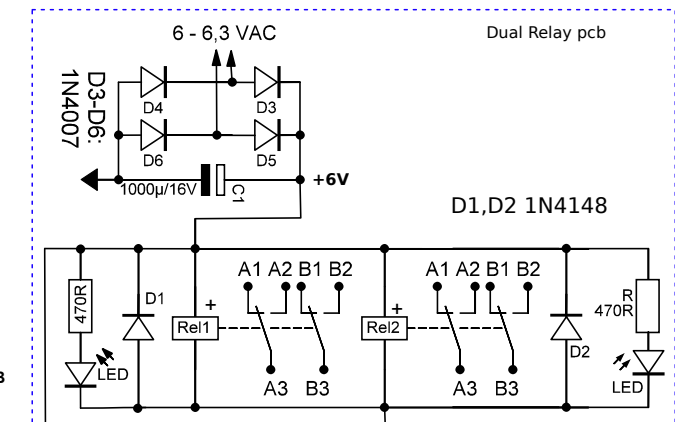 6 - 6,3 VAC
Dual Relay pcb
D3-D6:
1N4007
D4
D3
D6
D5
1000µ/16V
C1
+6V
D1,D2 1N4148
470R
D1
Rel1
+
A1 A2 B1 B2
A3 B3
Rel2
+
A1 A2 B1 B2
A3 B3
R
470R
D2
LED
LED